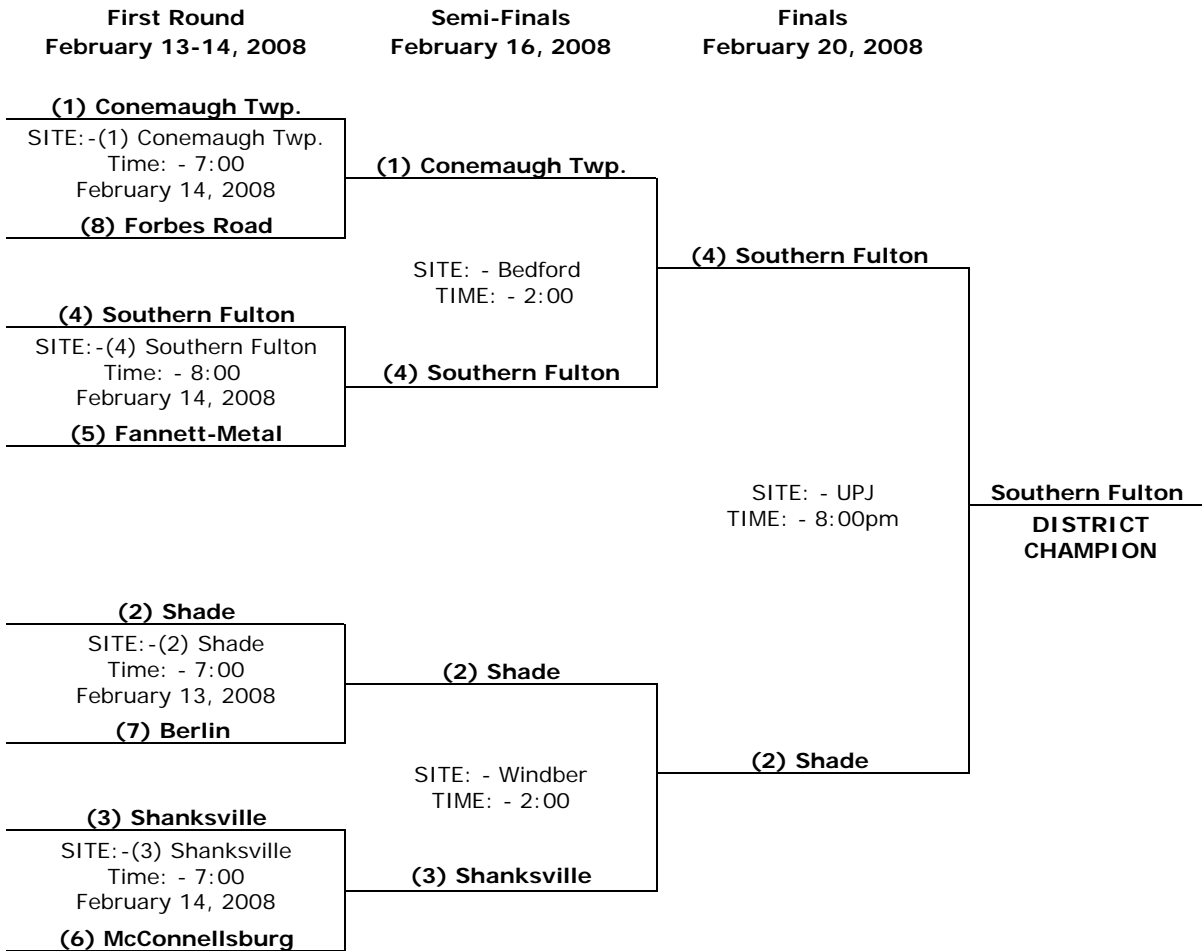 First Round
February 13-14, 2008
Semi-Finals
February 16, 2008
Finals
February 20, 2008
(1) Conemaugh Twp.
SITE:-(1) Conemaugh Twp.
Time: - 7:00
February 14, 2008
(8) Forbes Road
(4) Southern Fulton
SITE:-(4) Southern Fulton
Time: - 8:00
February 14, 2008
(5) Fannett-Metal
(2) Shade
SITE:-(2) Shade
Time: - 7:00
February 13, 2008
(7) Berlin
(3) Shanksville
SITE:-(3) Shanksville
Time: - 7:00
February 14, 2008
(6) McConnellsburg
(1) Conemaugh Twp.
SITE: - Bedford
TIME: - 2:00
(4) Southern Fulton
(2) Shade
SITE: - Windber
TIME: - 2:00
(3) Shanksville
(4) Southern Fulton
SITE: - UPJ
TIME: - 8:00pm
(2) Shade
Southern Fulton
DISTRICT
CHAMPION